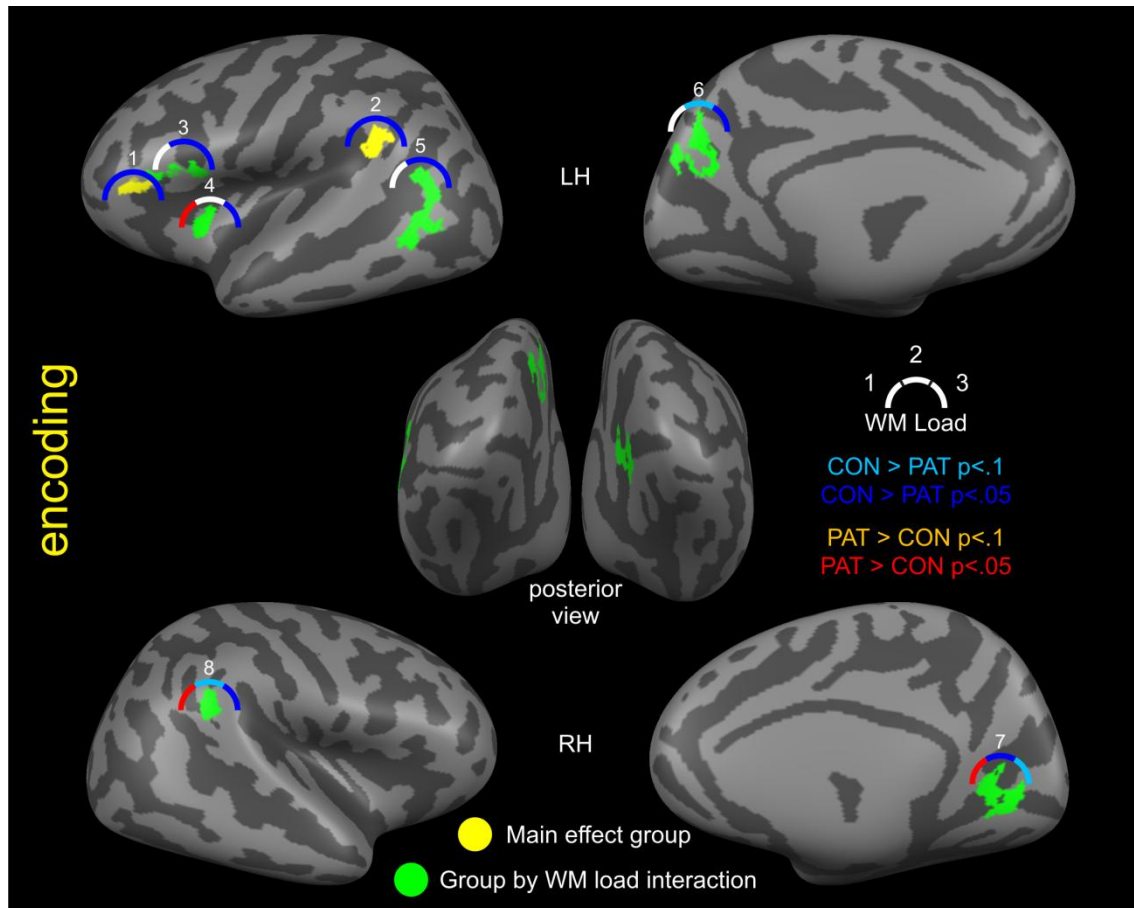 6
2
3
5
1
4
LH
encoding
2
1 3
WM Load
CON > PAT p<.1
CON > PAT p<.05
PAT > CON p<.1
PAT > CON p<.05
posterior
view
8
7
RH
Main effect group
Group by WM load interaction